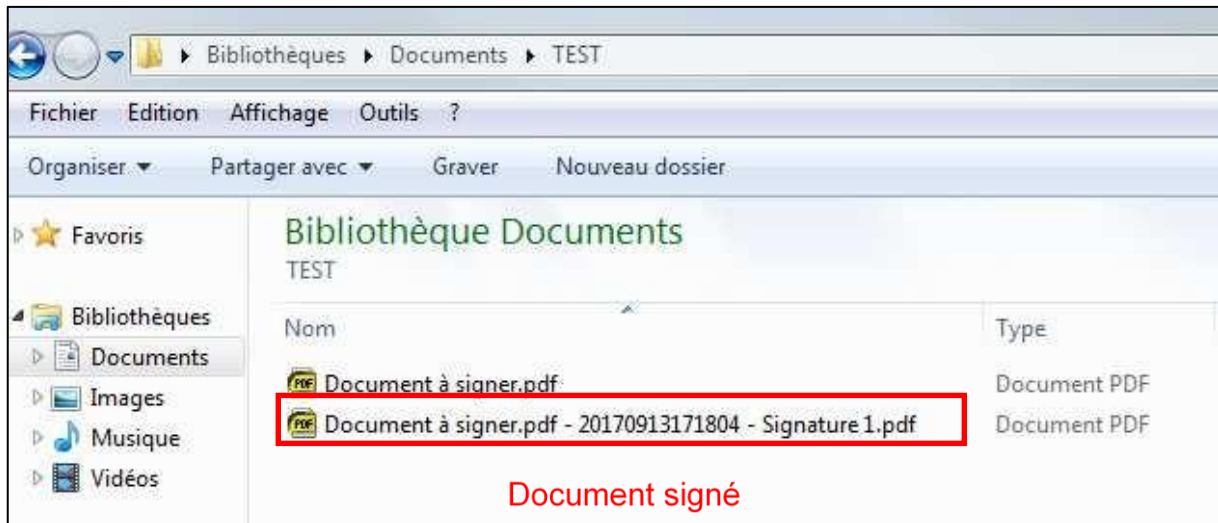 Bibliothèques Documents TEST
Fichier Edition Affichage Outils ?
Organiser Partager avec Graver Nouveau dossier
Favoris
Bibliothèques
Documents
Images
Musique
Vidéos
Bibliothèque Documents
TEST
Nom Type
PDF Document à signer.pdf Document PDF
PDF Document à signer.pdf - 20170913171804 - Signature 1.pdf Document PDF
Document signé